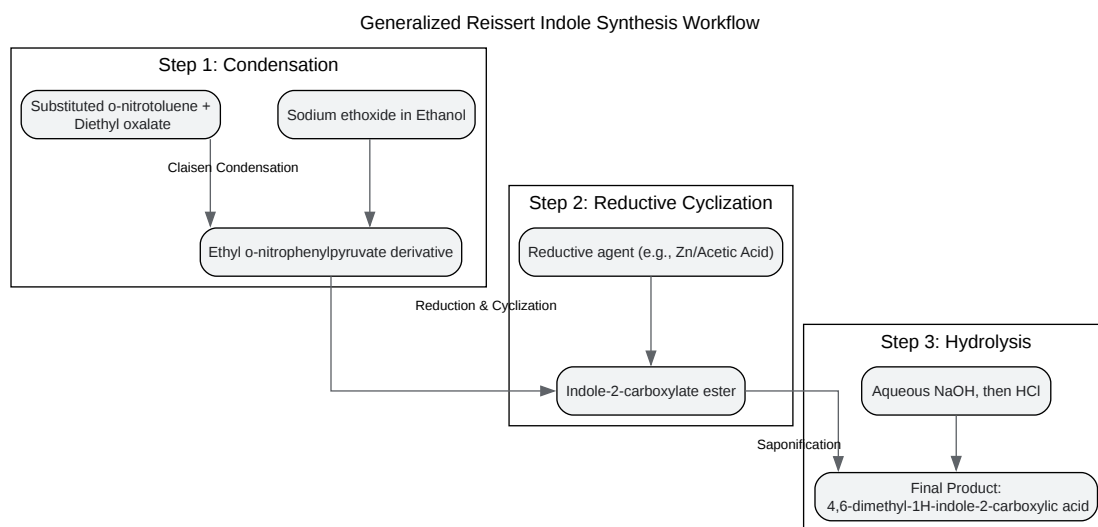 Generalized Reissert Indole Synthesis Workflow
Step 1: Condensation
Substituted o-nitrotoluene +
Diethyl oxalate
Sodium ethoxide in Ethanol
Claisen Condensation
Ethyl o-nitrophenylpyruvate derivative
Step 2: Reductive Cyclization
Reductive agent (e.g., Zn/Acetic Acid)
Reduction & Cyclization
Indole-2-carboxylate ester
Step 3: Hydrolysis
Aqueous NaOH, then HCl
Saponification
Final Product:
4,6-dimethyl-1H-indole-2-carboxylic acid